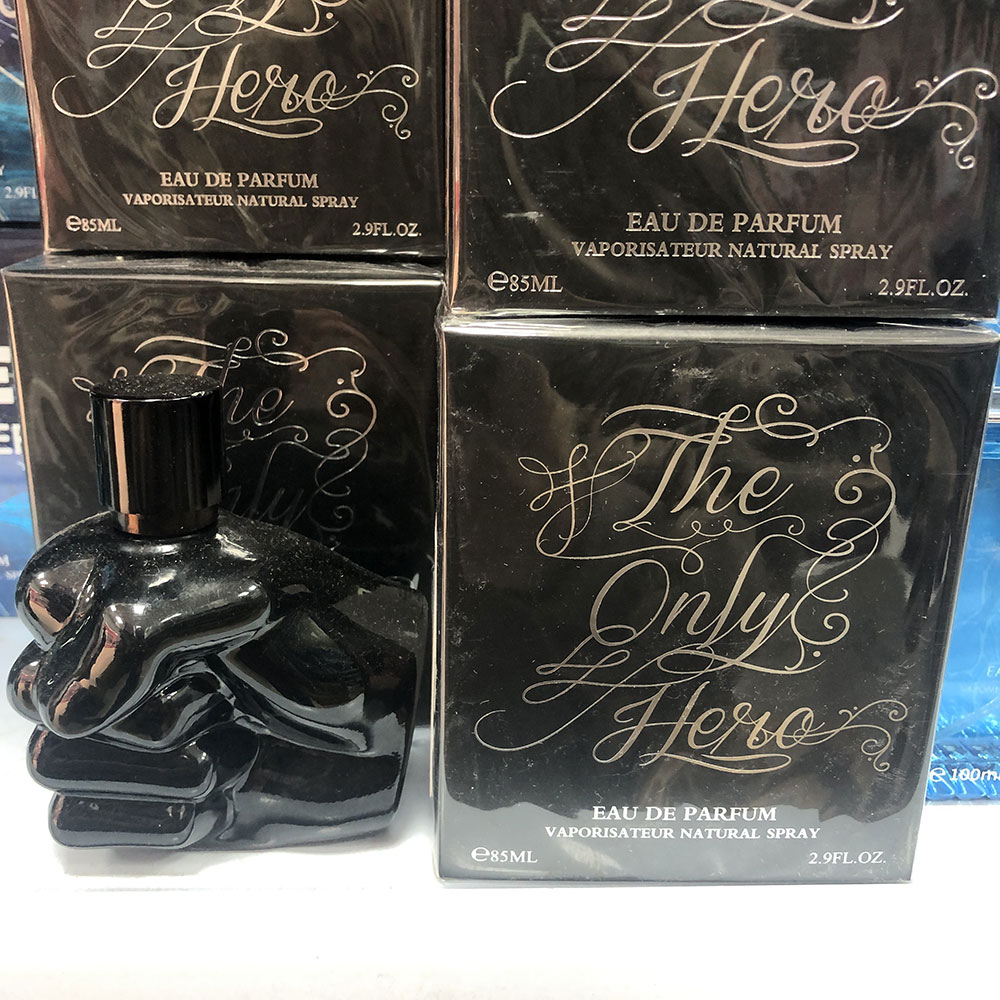 Hero
EAU DE PARFUM
VAPORISATEUR NATURAL SPRAY
℮85ML 2.9FL.OZ.
Hero
EAU DE PARFUM
VAPORISATEUR NATURAL SPRAY
℮85ML 2.9FL.OZ.
The
Only
The
Only
Hero
EAU DE PARFUM
VAPORISATEUR NATURAL SPRAY
℮85ML 2.9FL.OZ.
℮ 100m